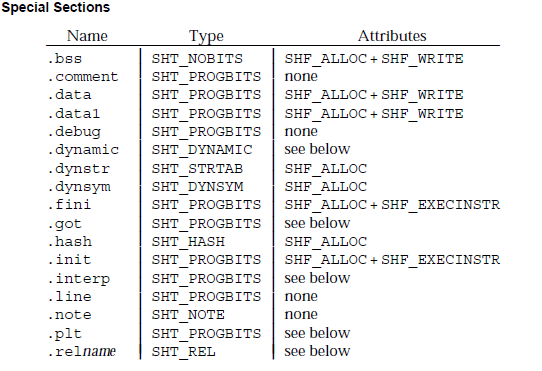 Special Sections
Name Type Attributes
.bss SHT_NOBITS SHF_ALLOC + SHF_WRITE
.comment SHT_PROGBITS none
.data SHT_PROGBITS SHF_ALLOC + SHF_WRITE
.data1 SHT_PROGBITS SHF_ALLOC + SHF_WRITE
.debug SHT_PROGBITS none
.dynamic SHT_DYNAMIC see below
.dynstr SHT_STRTAB SHF_ALLOC
.dynsym SHT_DYNSYM SHF_ALLOC
.fini SHT_PROGBITS SHF_ALLOC + SHF_EXECINSTR
.got SHT_PROGBITS see below
.hash SHT_HASH SHF_ALLOC
.init SHT_PROGBITS SHF_ALLOC + SHF_EXECINSTR
.interp SHT_PROGBITS see below
.line SHT_PROGBITS none
.note SHT_NOTE none
.plt SHT_PROGBITS see below
.relname SHT_REL see below